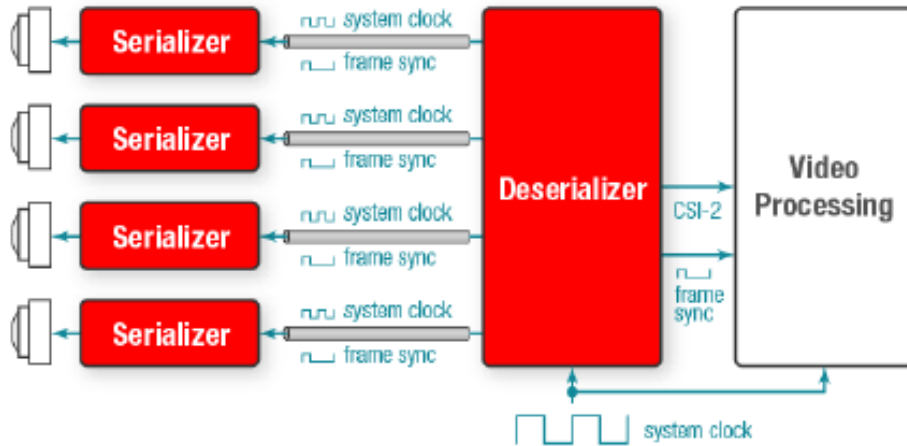 Serializer
system clock
frame sync
Serializer
system clock
frame sync
Serializer
system clock
frame sync
Serializer
system clock
frame sync
Deserializer
CSI-2
frame
sync
Video
Processing
system clock